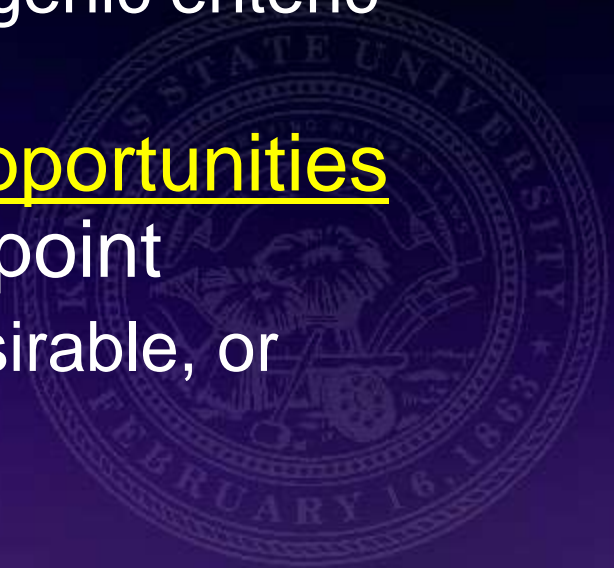 opportunities
point
sirable, or
STATE UNIVERSITY
FEBRUARY 16, 1863